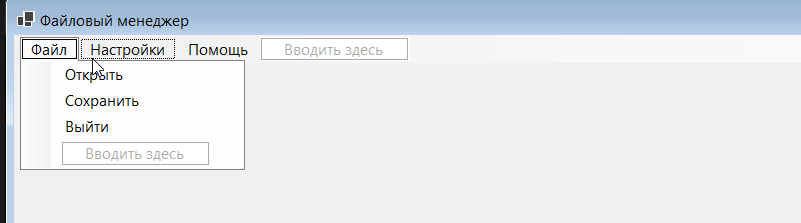 Файловый менеджер
Файл Настройки Помощь Вводить здесь
Открыть
Сохранить
Выйти
Вводить здесь